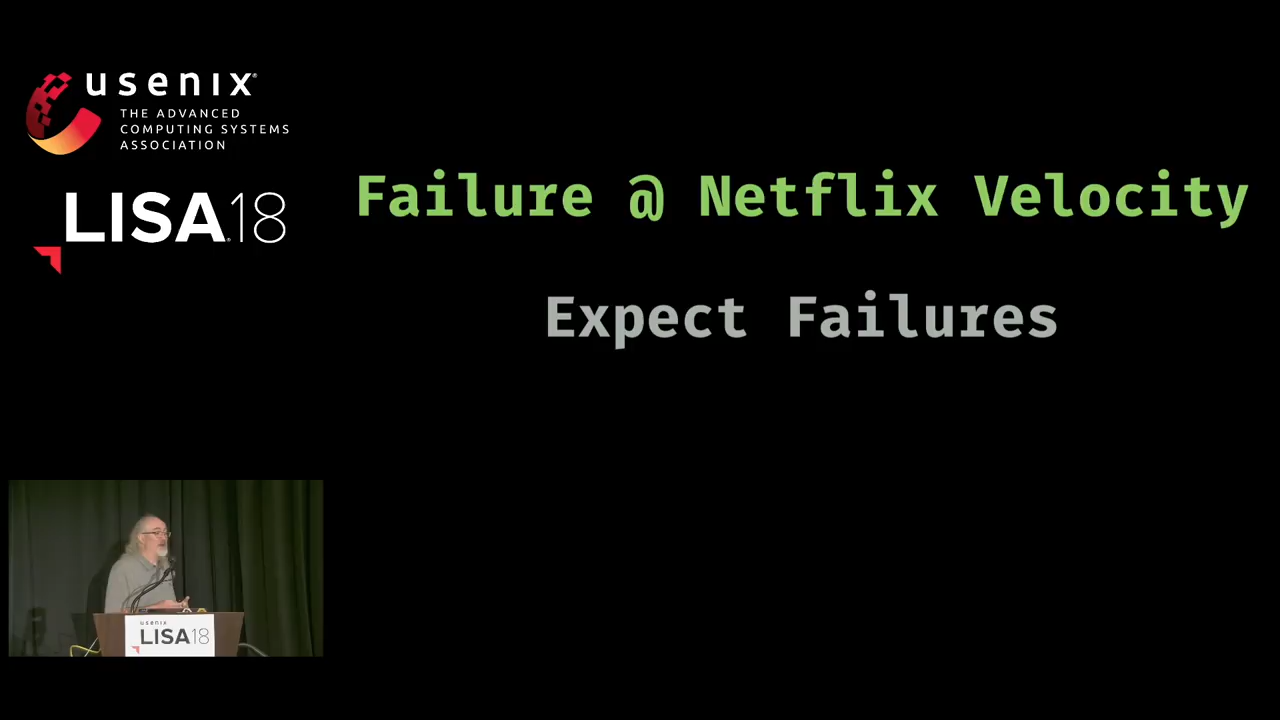 usenix®
THE ADVANCED
COMPUTING SYSTEMS
ASSOCIATION
LISA18
Failure @ Netflix Velocity
Expect Failures
usenix
LISA18